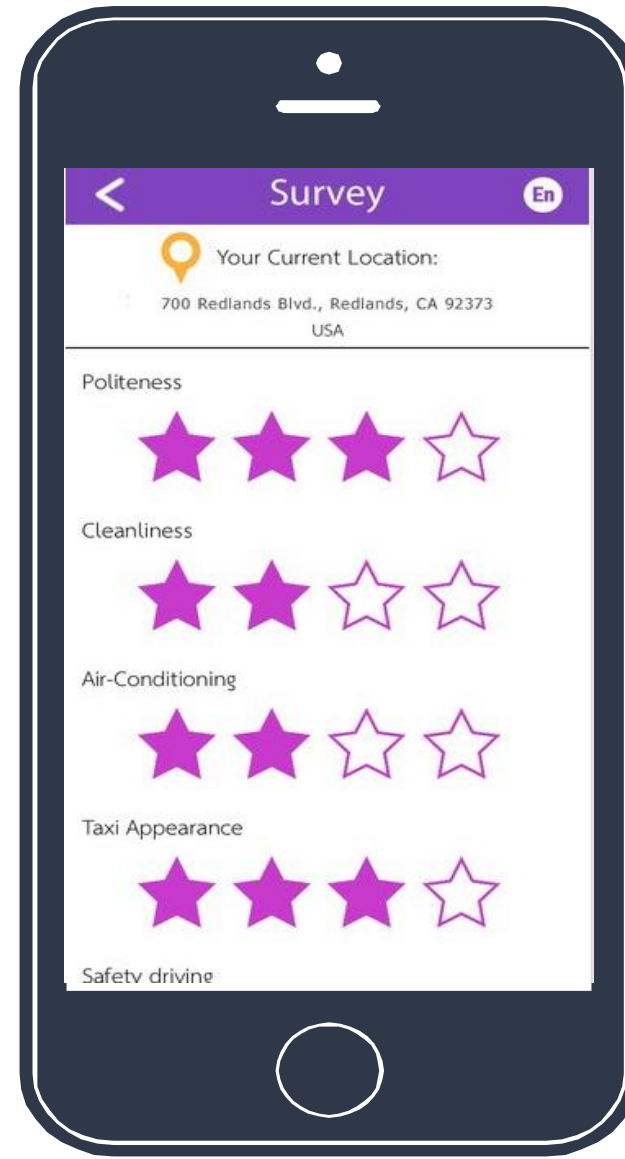 Survey
En
Your Current Location:
700 Redlands Blvd., Redlands, CA 92373
USA
Politeness
Cleanliness
Air-Conditioning
Taxi Appearance
Safety driving